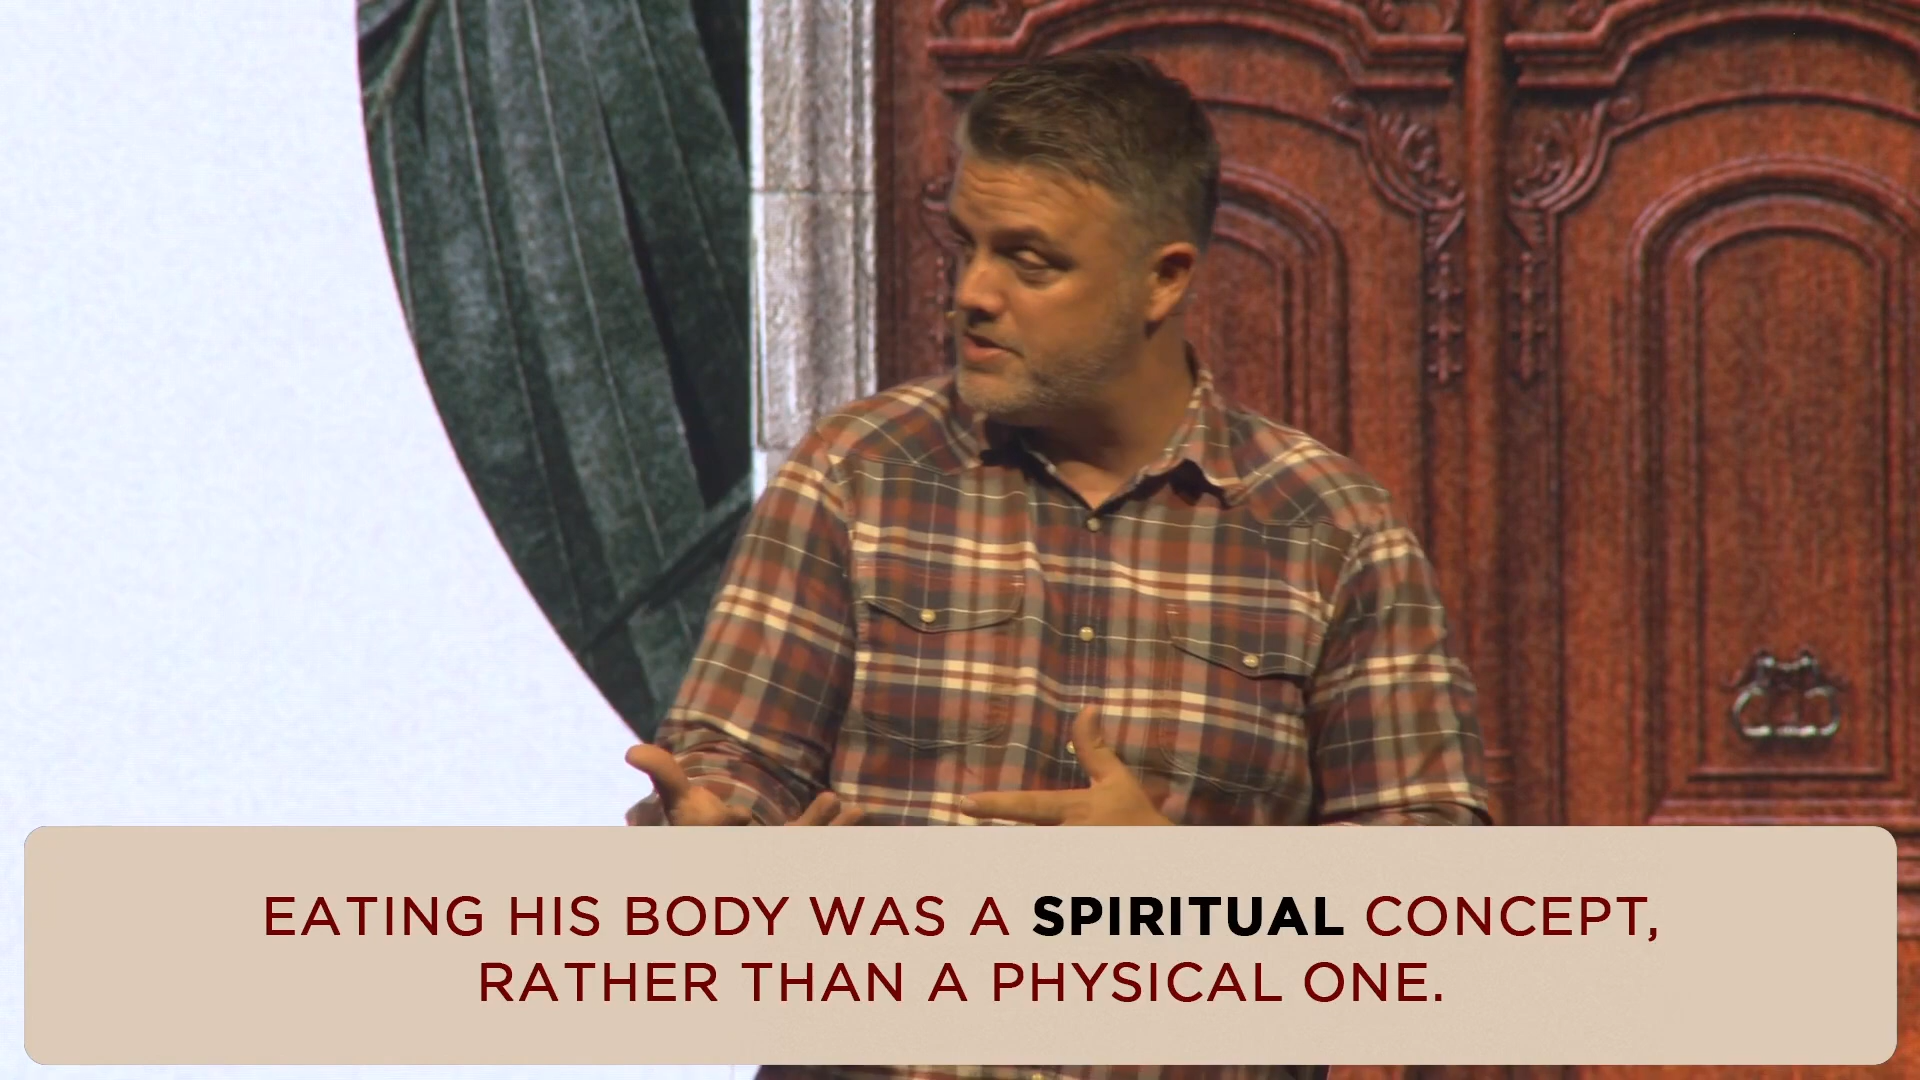 EATING HIS BODY WAS A SPIRITUAL CONCEPT,
RATHER THAN A PHYSICAL ONE.